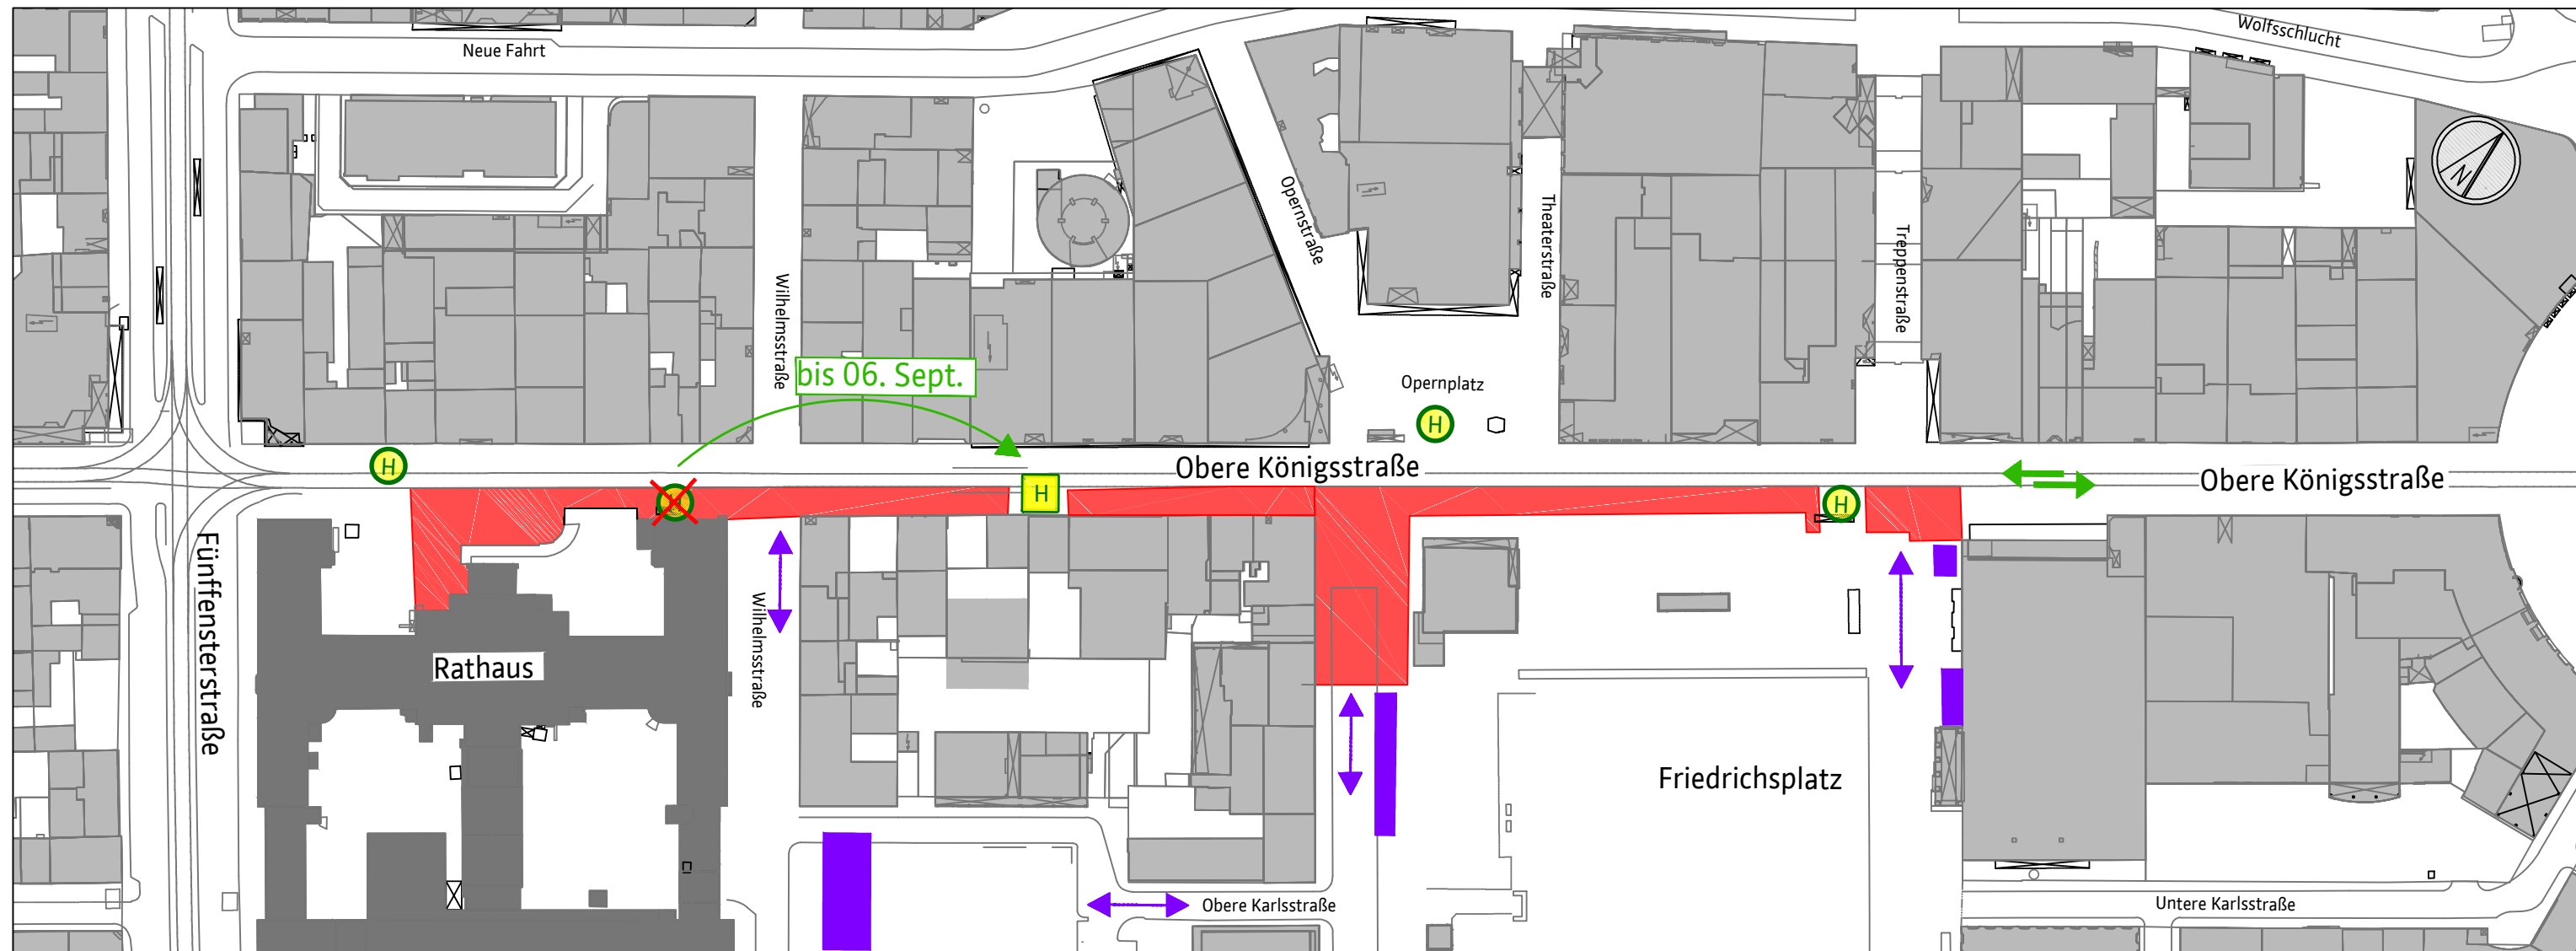 Neue Fahrt
Wolfsschlucht
N
Opernstraße
Theaterstraße
Treppenstraße
Wilhelmsstraße
bis 06. Sept.
Opernplatz
H
H
Obere Königsstraße
Obere Königsstraße
H
H
H
Fünffensterstraße
Wilhelmsstraße
Rathaus
Friedrichsplatz
Obere Karlsstraße
Untere Karlsstraße